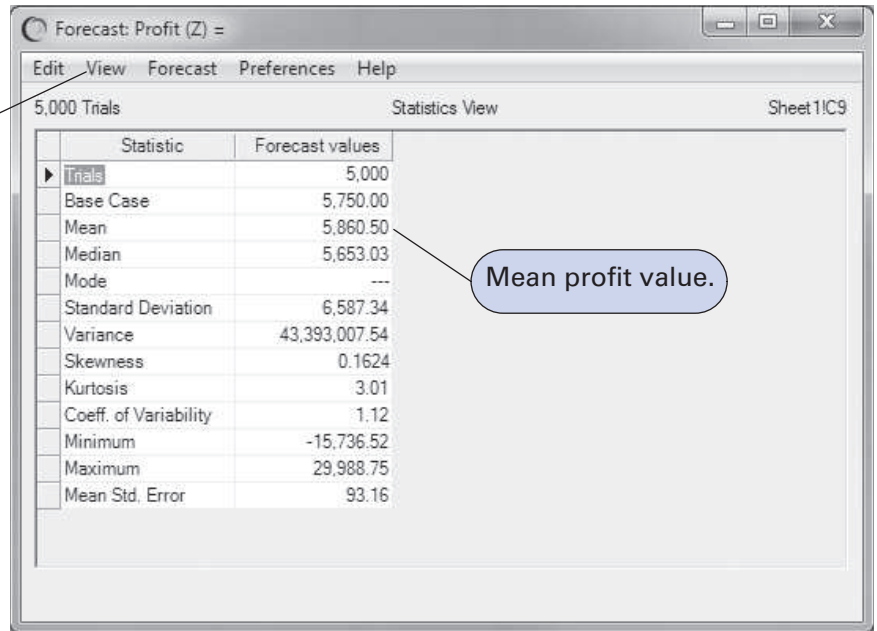 Forecast: Profit (Z) =
Edit View Forecast Preferences Help
5,000 Trials Statistics View Sheet1!C9
Statistic Forecast values
Trials 5,000
Base Case 5,750.00
Mean 5,860.50
Median 5,653.03
Mode ---
Standard Deviation 6,587.34
Variance 43,393,007.54
Skewness 0.1624
Kurtosis 3.01
Coeff. of Variability 1.12
Minimum -15,736.52
Maximum 29,988.75
Mean Std. Error 93.16
Mean profit value.